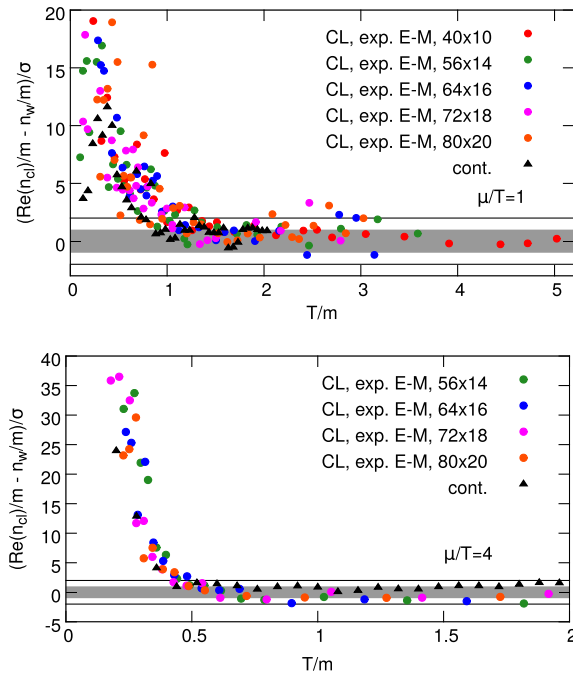 20
15
10
5
0
0 1 2 3 4 5
(Re(n_cl)/m - n_w/m)/σ
T/m
CL, exp. E-M, 40x10
CL, exp. E-M, 56x14
CL, exp. E-M, 64x16
CL, exp. E-M, 72x18
CL, exp. E-M, 80x20
cont.
μ/T=1
40
35
30
25
20
15
10
5
0
-5
0 0.5 1 1.5 2
(Re(n_cl)/m - n_w/m)/σ
T/m
CL, exp. E-M, 56x14
CL, exp. E-M, 64x16
CL, exp. E-M, 72x18
CL, exp. E-M, 80x20
cont.
μ/T=4